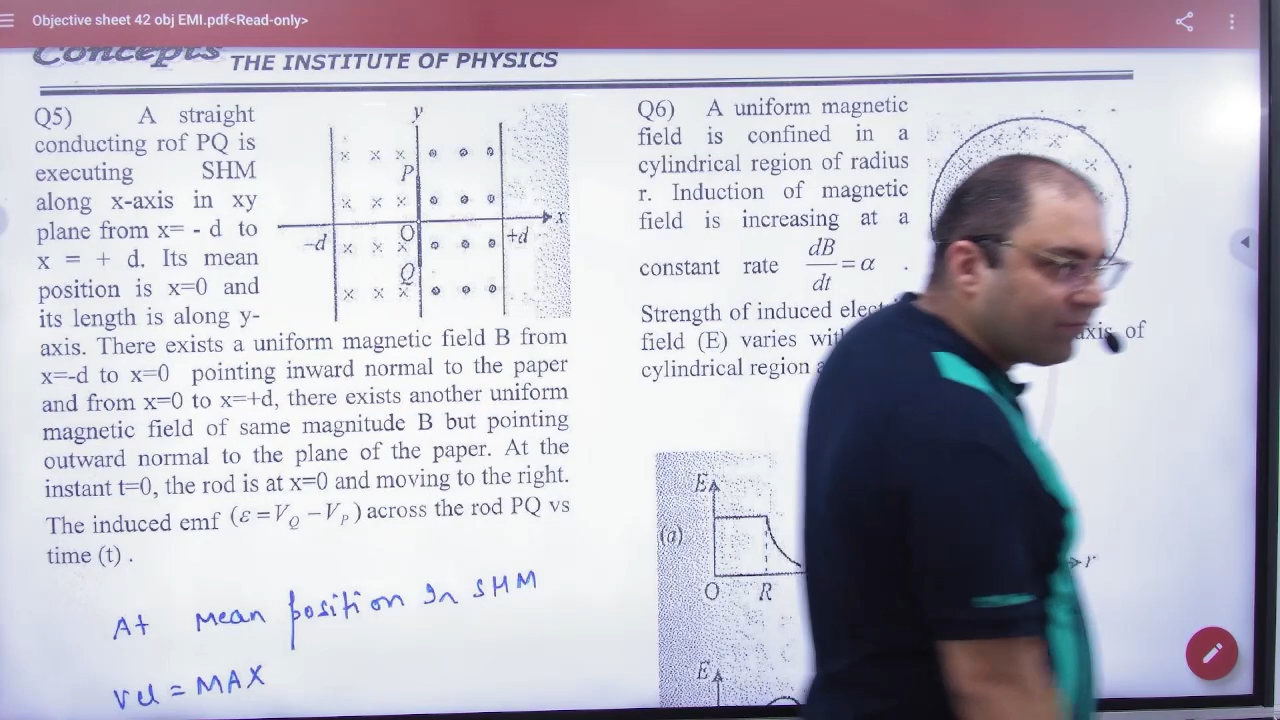 Objective sheet 42 obj EMI.pdf<Read-only>
Concepts THE INSTITUTE OF PHYSICS
Q5) A straight
conducting rof PQ is
executing SHM
along x-axis in xy
plane from x= - d to
x = + d. Its mean
position is x=0 and
its length is along y-
axis. There exists a uniform magnetic field B from
x=-d to x=0 pointing inward normal to the paper
and from x=0 to x=+d, there exists another uniform
magnetic field of same magnitude B but pointing
outward normal to the plane of the paper. At the
instant t=0, the rod is at x=0 and moving to the right.
The induced emf (ε = V_Q − V_P) across the rod PQ vs
time (t) .
y
P
x
−d O +d
Q
At mean position in SHM
vel = MAX
Q6) A uniform magnetic
field is confined in a
cylindrical region of radius
r. Induction of magnetic
field is increasing at a
constant rate dB/dt = α .
Strength of induced
field (E) varies axis of
cylindrical region
E
(a)
r
O R
E